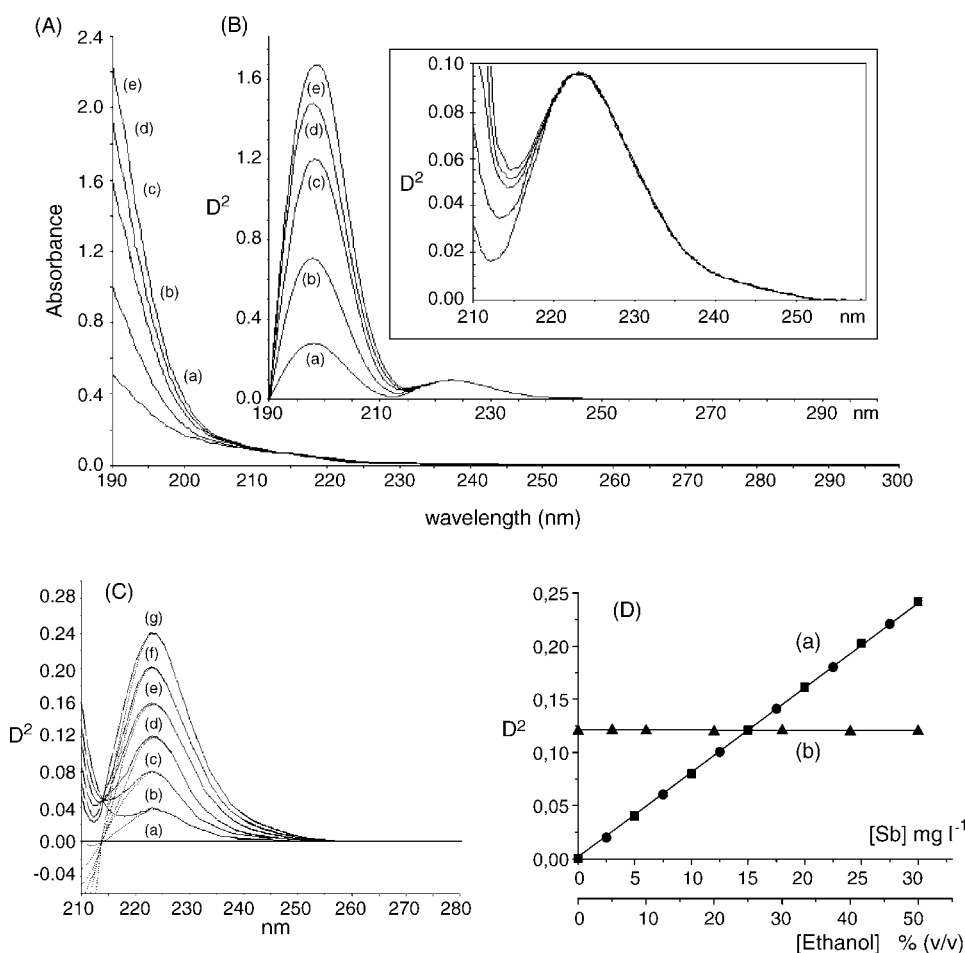 (A)
2.4
2.0
1.6
1.2
0.8
0.4
0.0
Absorbance
(e)
(d)
(c)
(b)
(a)
190 200 210 220 230 240 250 260 270 280 290 300
wavelength (nm)
(B)
1.6
1.2
0.8
0.4
0.0
D²
(e)
(d)
(c)
(b)
(a)
190 210 230 250 270 290 nm
0.10
0.08
0.06
0.04
0.02
0.00
D²
210 220 230 240 250 nm
(C)
0.28
0.24
0.20
0.16
0.12
0.08
0.04
0.00
-0.04
D²
(g)
(f)
(e)
(d)
(c)
(b)
(a)
210 220 230 240 250 260 270 280
nm
(D)
0,25
0,20
0,15
0,10
0,05
0,00
D²
(a)
(b)
[Sb] mg l⁻¹
0 5 10 15 20 25 30
0 10 20 30 40 50
[Ethanol] % (v/v)